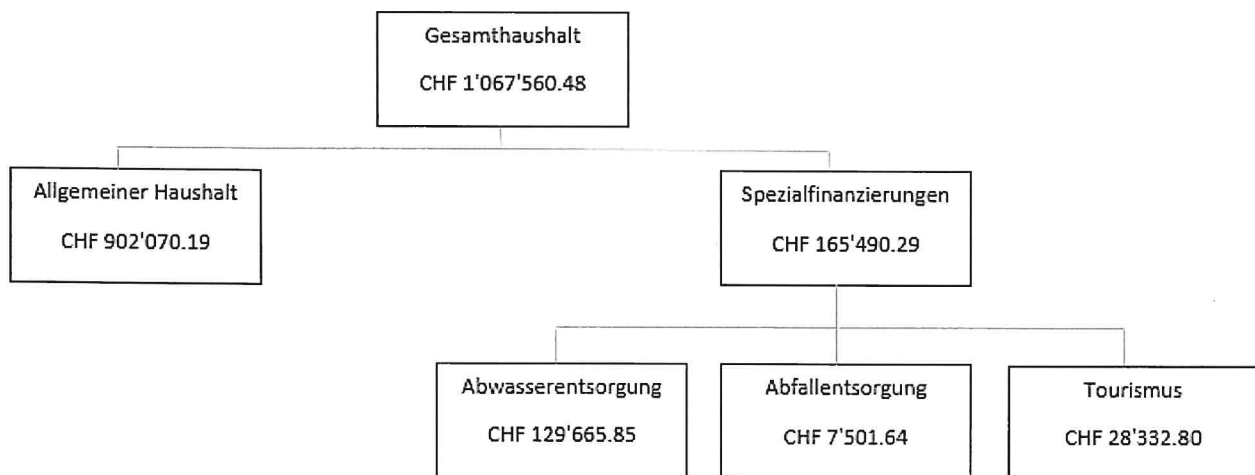 Gesamthaushalt
CHF 1'067'560.48
Allgemeiner Haushalt
CHF 902'070.19
Spezialfinanzierungen
CHF 165'490.29
Abwasserentsorgung
CHF 129'665.85
Abfallentsorgung
CHF 7'501.64
Tourismus
CHF 28'332.80